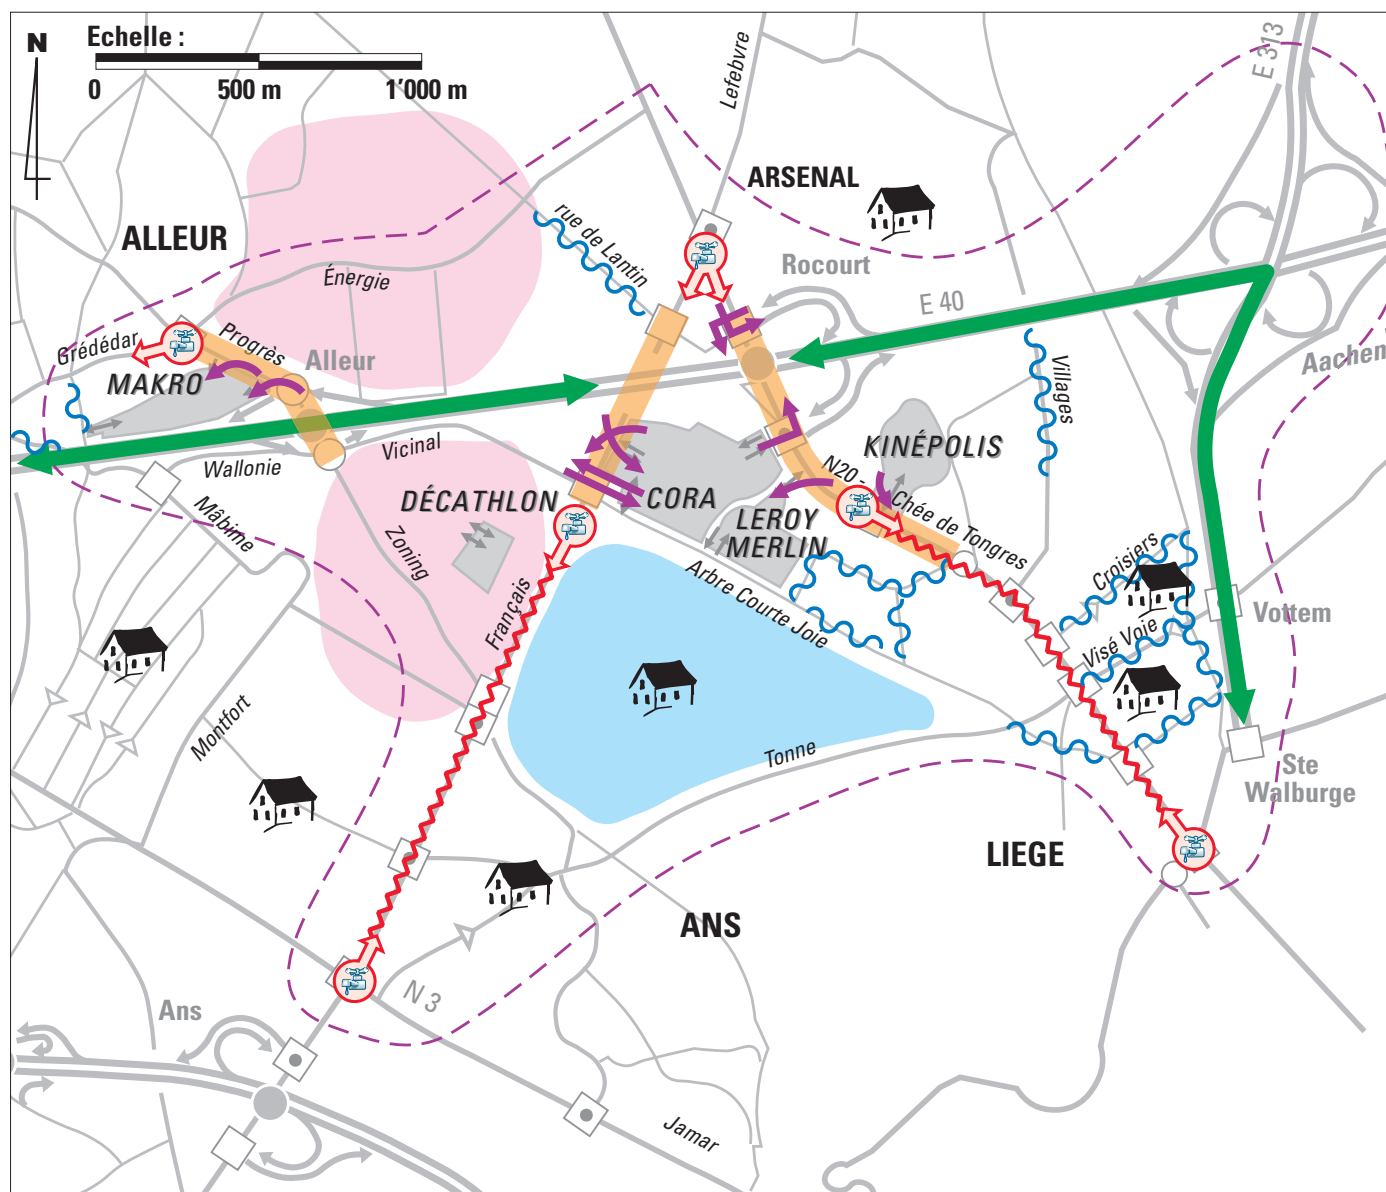 N
Echelle :
0 500 m 1'000 m
Lefebvre
E 313
ARSENAL
ALLEUR
rue de Lantin
Rocourt
Énergie
E 40
Grédédar
Progrès
Alleur
Aachem
MAKRO
Villages
Vicinal
KINÉPOLIS
Wallonie
N20 - Chée de Tongres
DÉCATHLON
CORA
LEROY
MERLIN
Mâbime
Zoning
Croisiers
Arbre Courte Joie
Français
Vottem
Visé Voie
Montfort
Tonne
Ste
Walburge
LIEGE
ANS
N 3
Ans
Jamar